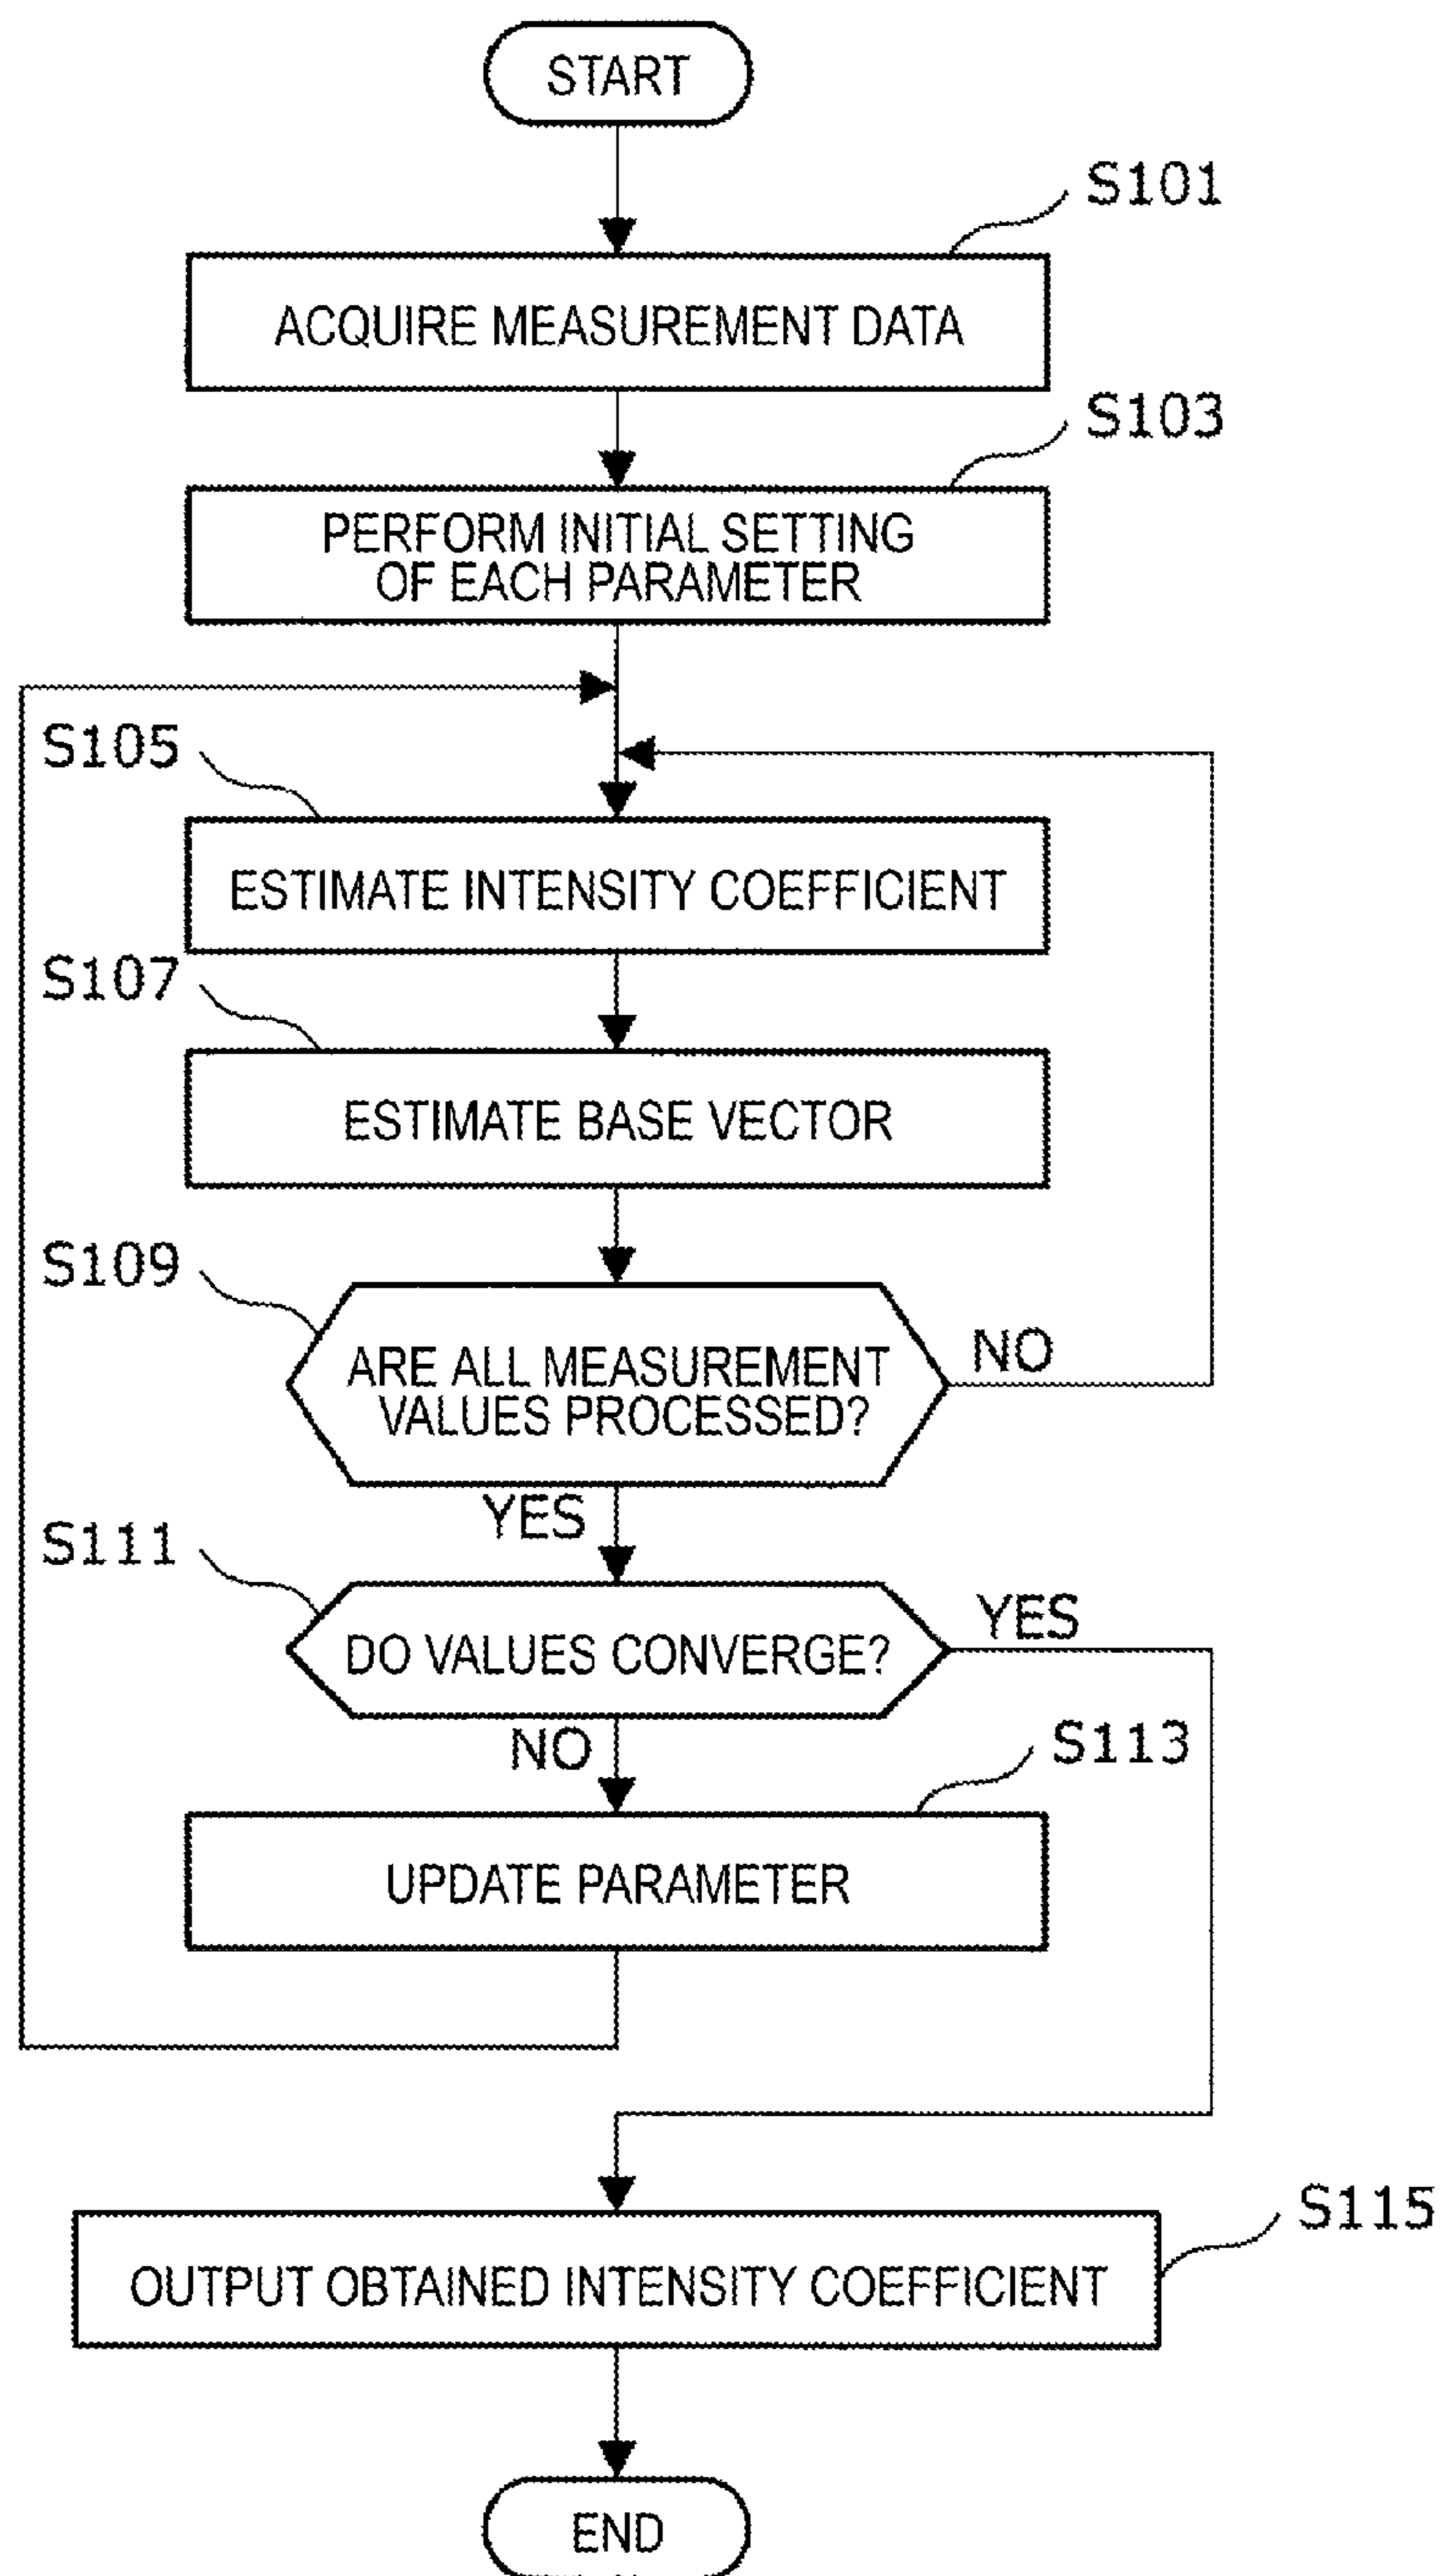 START
S101
ACQUIRE MEASUREMENT DATA
S103
PERFORM INITIAL SETTING
OF EACH PARAMETER
S105
ESTIMATE INTENSITY COEFFICIENT
S107
ESTIMATE BASE VECTOR
S109
ARE ALL MEASUREMENT
VALUES PROCESSED?
NO
YES
S111
DO VALUES CONVERGE?
YES
NO
S113
UPDATE PARAMETER
S115
OUTPUT OBTAINED INTENSITY COEFFICIENT
END